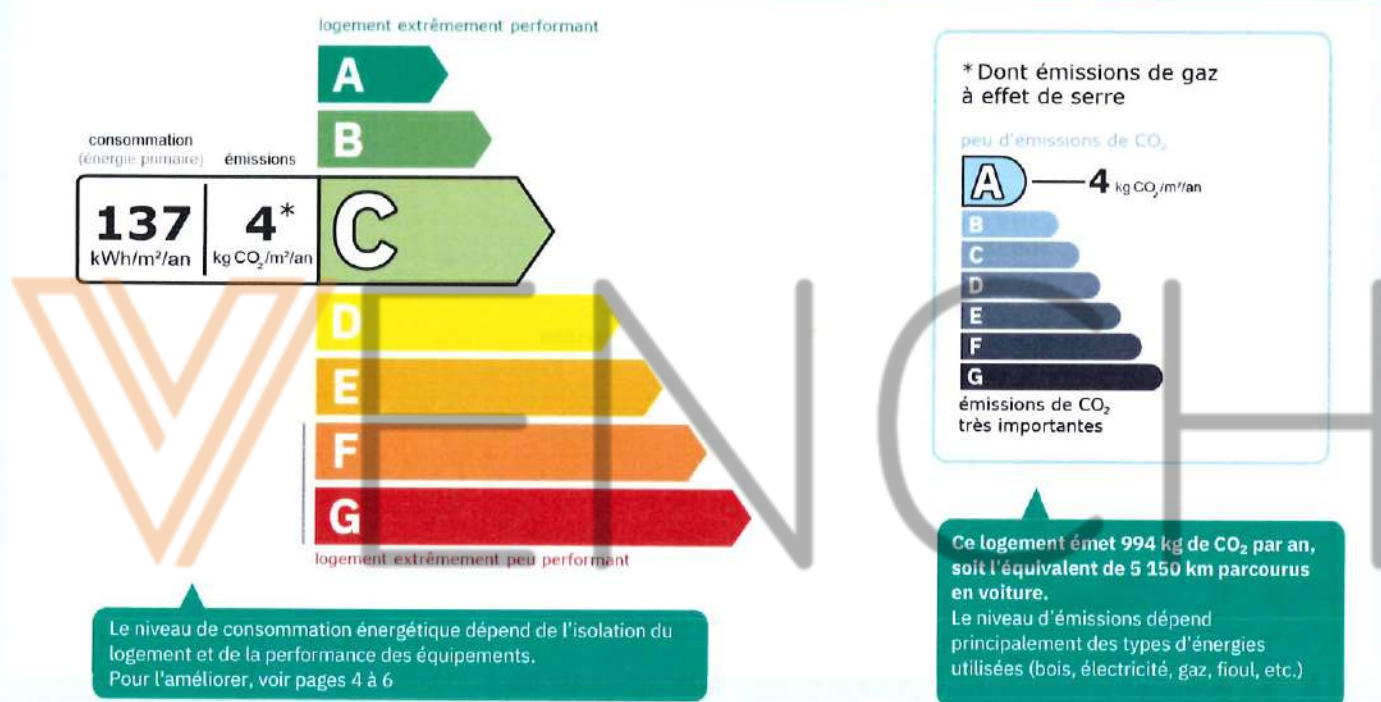 logement extrêmement performant
A
B
consommation
(énergie primaire)
émissions
137
kWh/m²/an
4*
kg CO₂/m²/an
C
D
E
F
G
logement extrêmement peu performant
Le niveau de consommation énergétique dépend de l'isolation du
logement et de la performance des équipements.
Pour l'améliorer, voir pages 4 à 6
* Dont émissions de gaz
à effet de serre
peu d'émissions de CO₂
A
4 kg CO₂/m²/an
B
C
D
E
F
G
émissions de CO₂
très importantes
Ce logement émet 994 kg de CO₂ par an,
soit l'équivalent de 5 150 km parcourus
en voiture.
Le niveau d'émissions dépend
principalement des types d'énergies
utilisées (bois, électricité, gaz, fioul, etc.)
VENCH